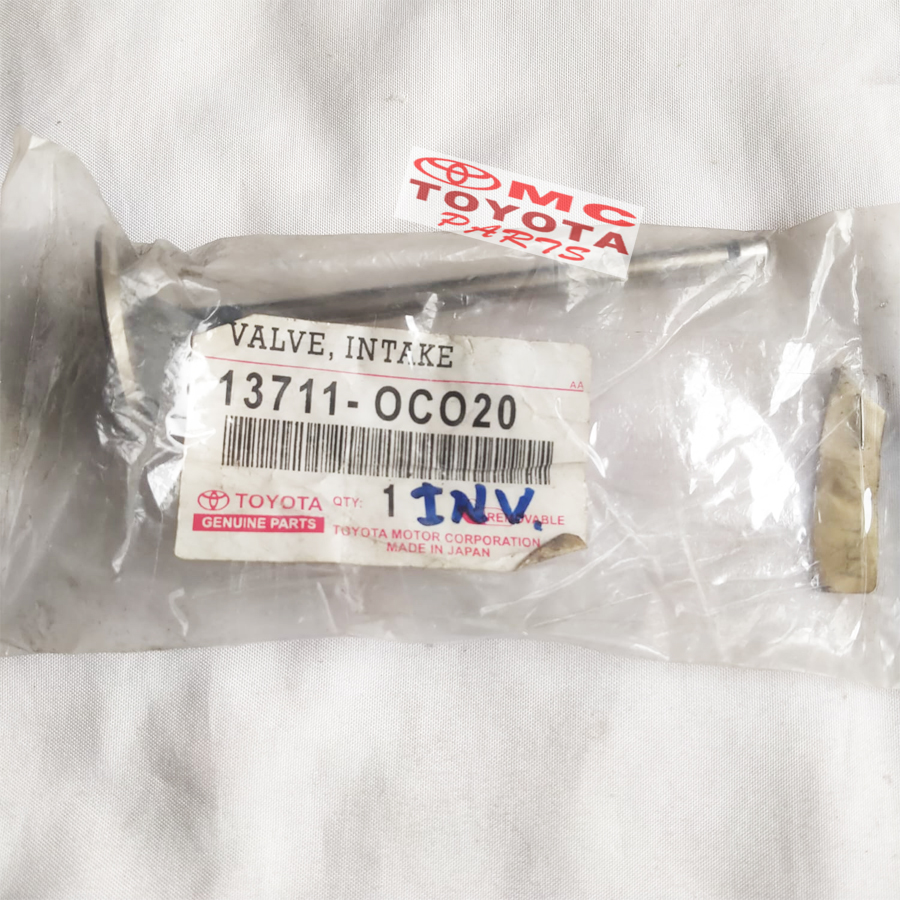 MC
TOYOTA
PARTS
VALVE, INTAKE
AA
13711-0C020
TOYOTA
GENUINE PARTS
QTY: 1 INV.
REMOVABLE
TOYOTA MOTOR CORPORATION
MADE IN JAPAN